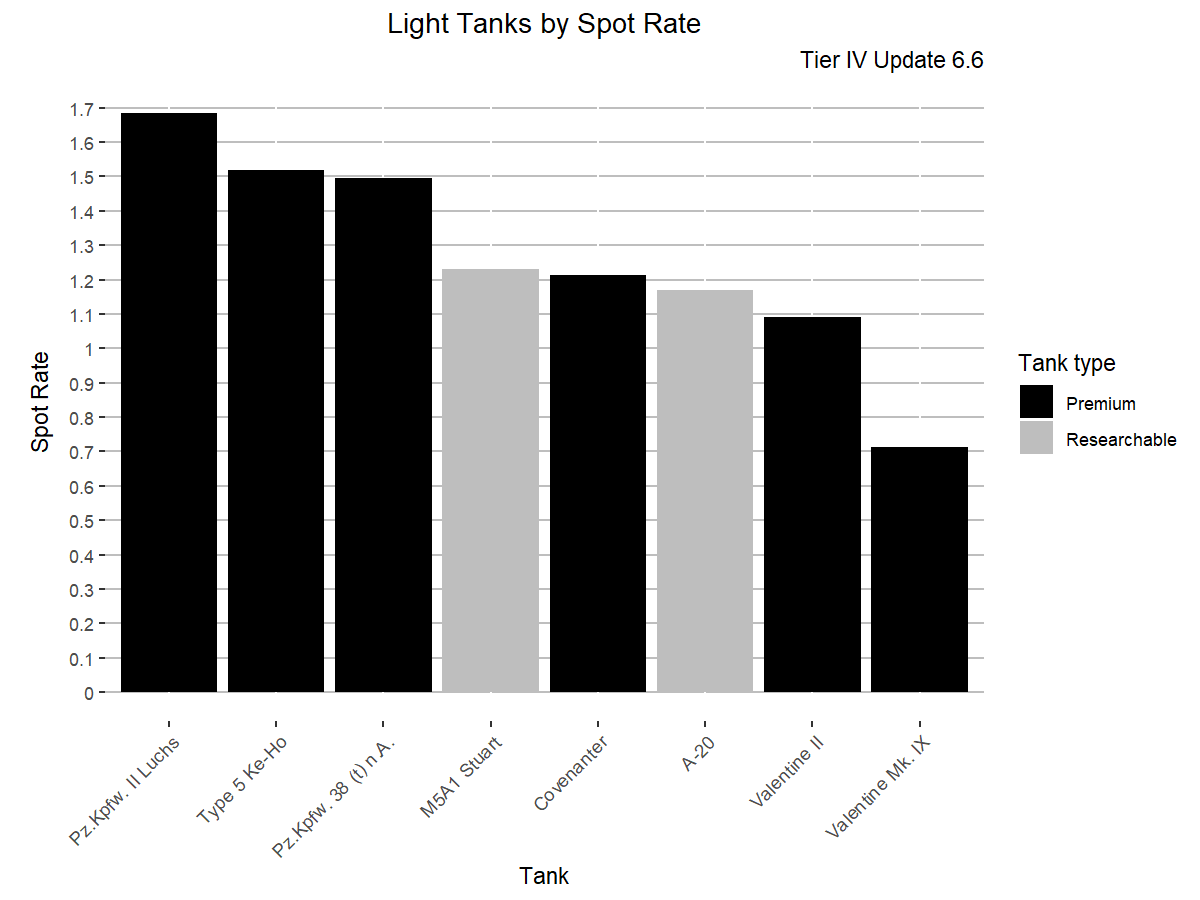 Light Tanks by Spot Rate
Tier IV Update 6.6
1.7
1.6
1.5
1.4
1.3
1.2
1.1
1
0.9
0.8
0.7
0.6
0.5
0.4
0.3
0.2
0.1
0
Spot Rate
Pz.Kpfw. II Luchs
Type 5 Ke-Ho
Pz.Kpfw. 38 (t) n.A.
M5A1 Stuart
Covenanter
A-20
Valentine II
Valentine Mk. IX
Tank
Tank type
Premium
Researchable